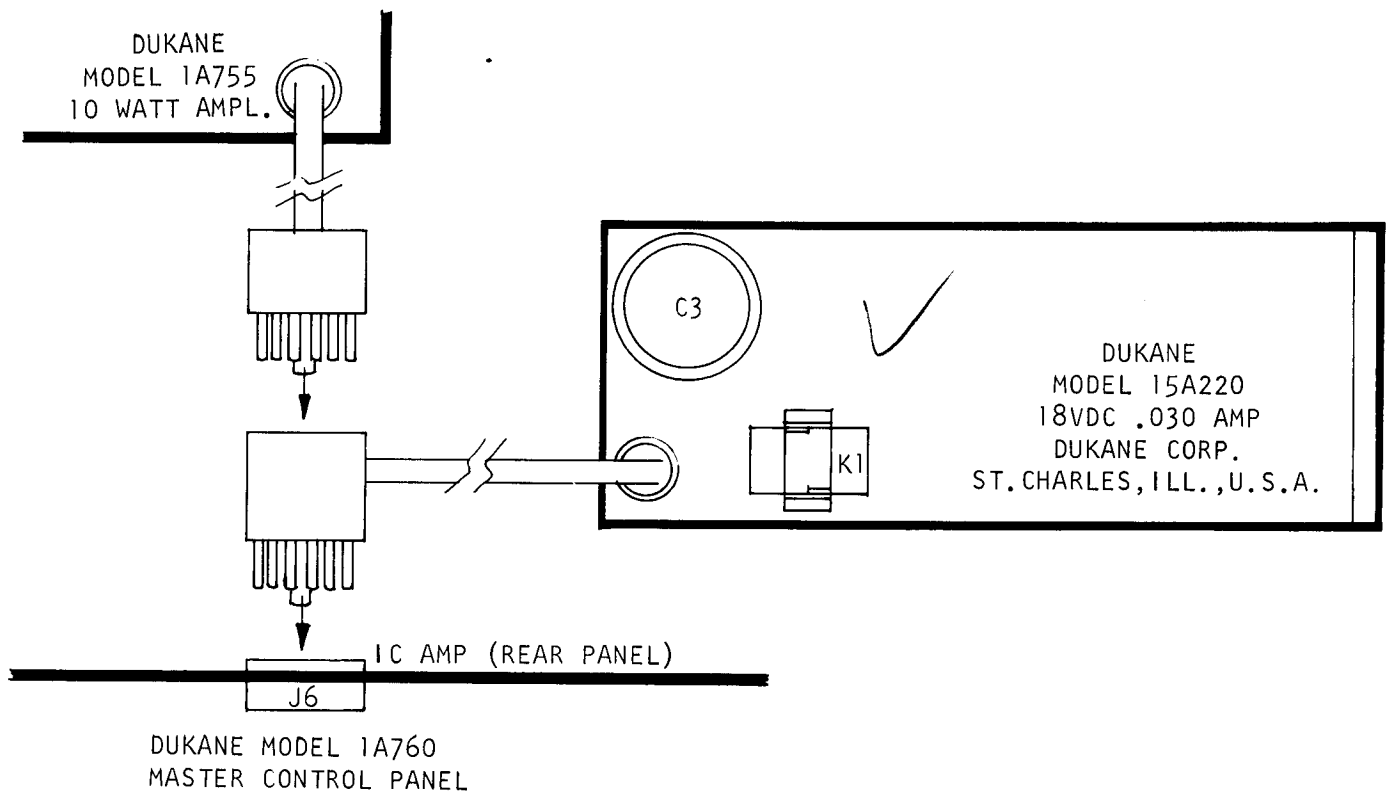 DUKANE
MODEL 1A755
10 WATT AMPL.
C3
K1
DUKANE
MODEL 15A220
18VDC .030 AMP
DUKANE CORP.
ST.CHARLES,ILL.,U.S.A.
IC AMP (REAR PANEL)
J6
DUKANE MODEL 1A760
MASTER CONTROL PANEL